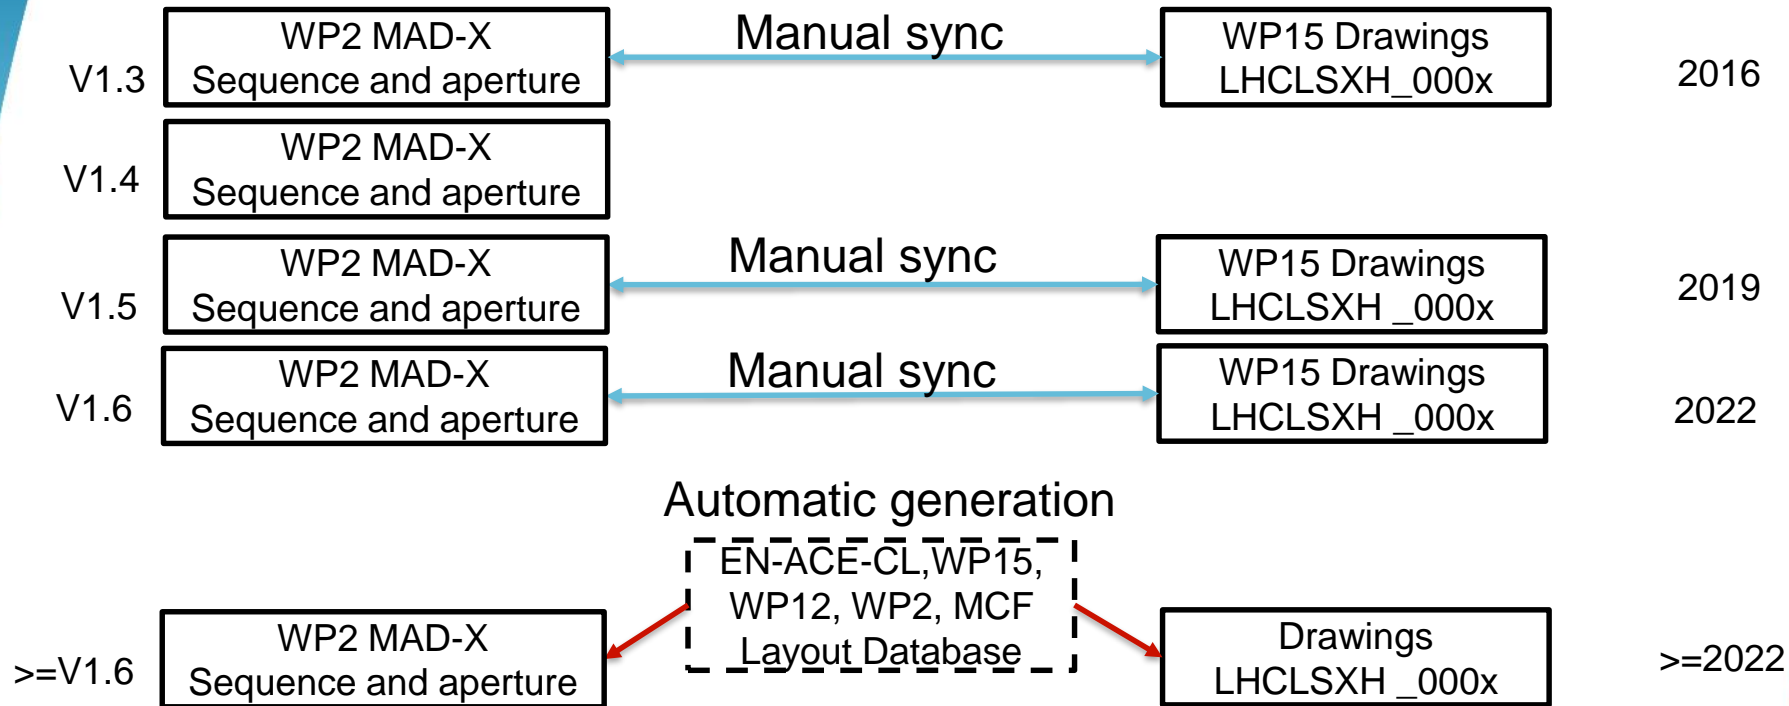 V1.3
WP2 MAD-X
Sequence and aperture
Manual sync
WP15 Drawings
LHCLSXH_000x
2016
V1.4
WP2 MAD-X
Sequence and aperture
V1.5
WP2 MAD-X
Sequence and aperture
Manual sync
WP15 Drawings
LHCLSXH _000x
2019
V1.6
WP2 MAD-X
Sequence and aperture
Manual sync
WP15 Drawings
LHCLSXH _000x
2022
Automatic generation
EN-ACE-CL,WP15,
WP12, WP2, MCF
Layout Database
>=V1.6
WP2 MAD-X
Sequence and aperture
Drawings
LHCLSXH _000x
>=2022